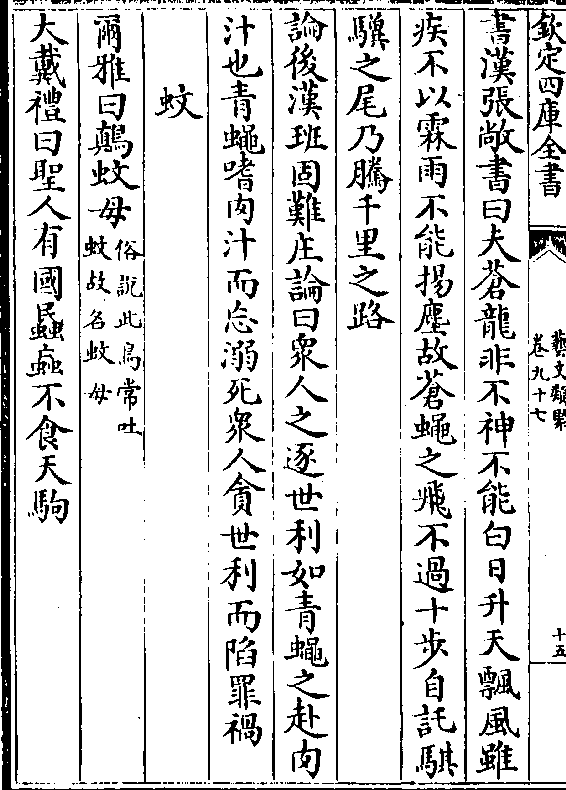 欽定四庫全書
藝文類聚
卷九十七
十五
書漢張敞書曰夫蒼龍非不神不能白日升天飄風雖
疾不以霖雨不能揚塵故蒼蠅之飛不過十步自託騏
驥之尾乃騰千里之路
論後漢班固難庄論曰衆人之逐世利如青蠅之赴肉
汁也青蠅嗜肉汁而忘溺死衆人貪世利而陷罪禍
蚊
爾雅曰鷏蚊母俗說此鳥常吐
蚊故名蚊母
大戴禮曰聖人有國蟁䖟不食夭駒